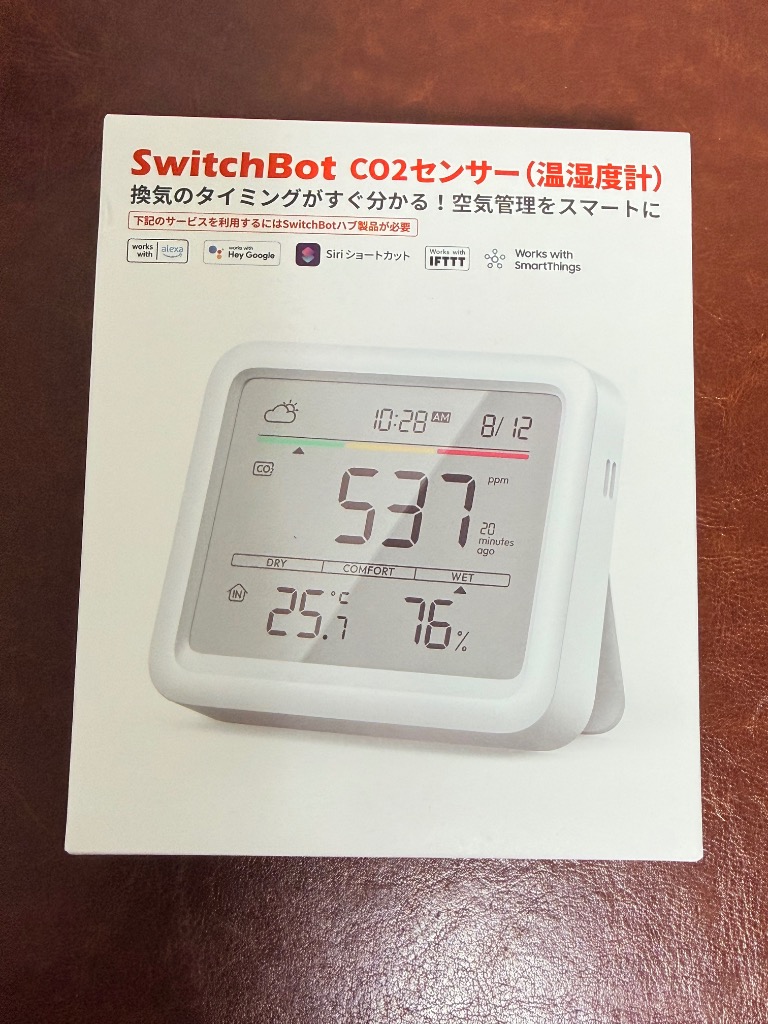 SwitchBot CO2センサー(温湿度計)
換気のタイミングがすぐ分かる!空気管理をスマートに
下記のサービスを利用するにはSwitchBotハブ製品が必要
works with alexa
works with Hey Google
Siri ショートカット
Works with IFTTT
Works with SmartThings
10:28 AM 8/12
CO2
537 ppm
20 minutes ago
DRY COMFORT WET
IN 25.7 °C 76%